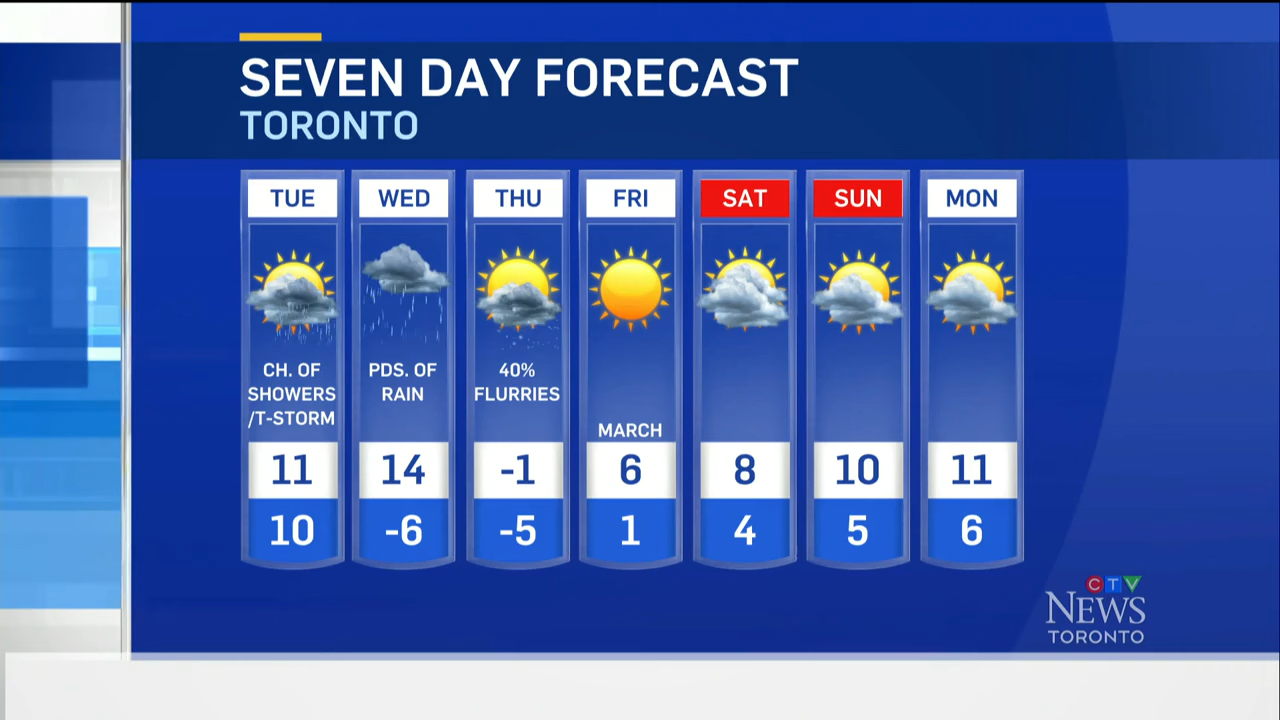 SEVEN DAY FORECAST
TORONTO
TUE WED THU FRI SAT SUN MON
CH. OF
SHOWERS
/T-STORM
PDS. OF
RAIN
40%
FLURRIES
MARCH
11 14 -1 6 8 10 11
10 -6 -5 1 4 5 6
CTV
NEWS
TORONTO